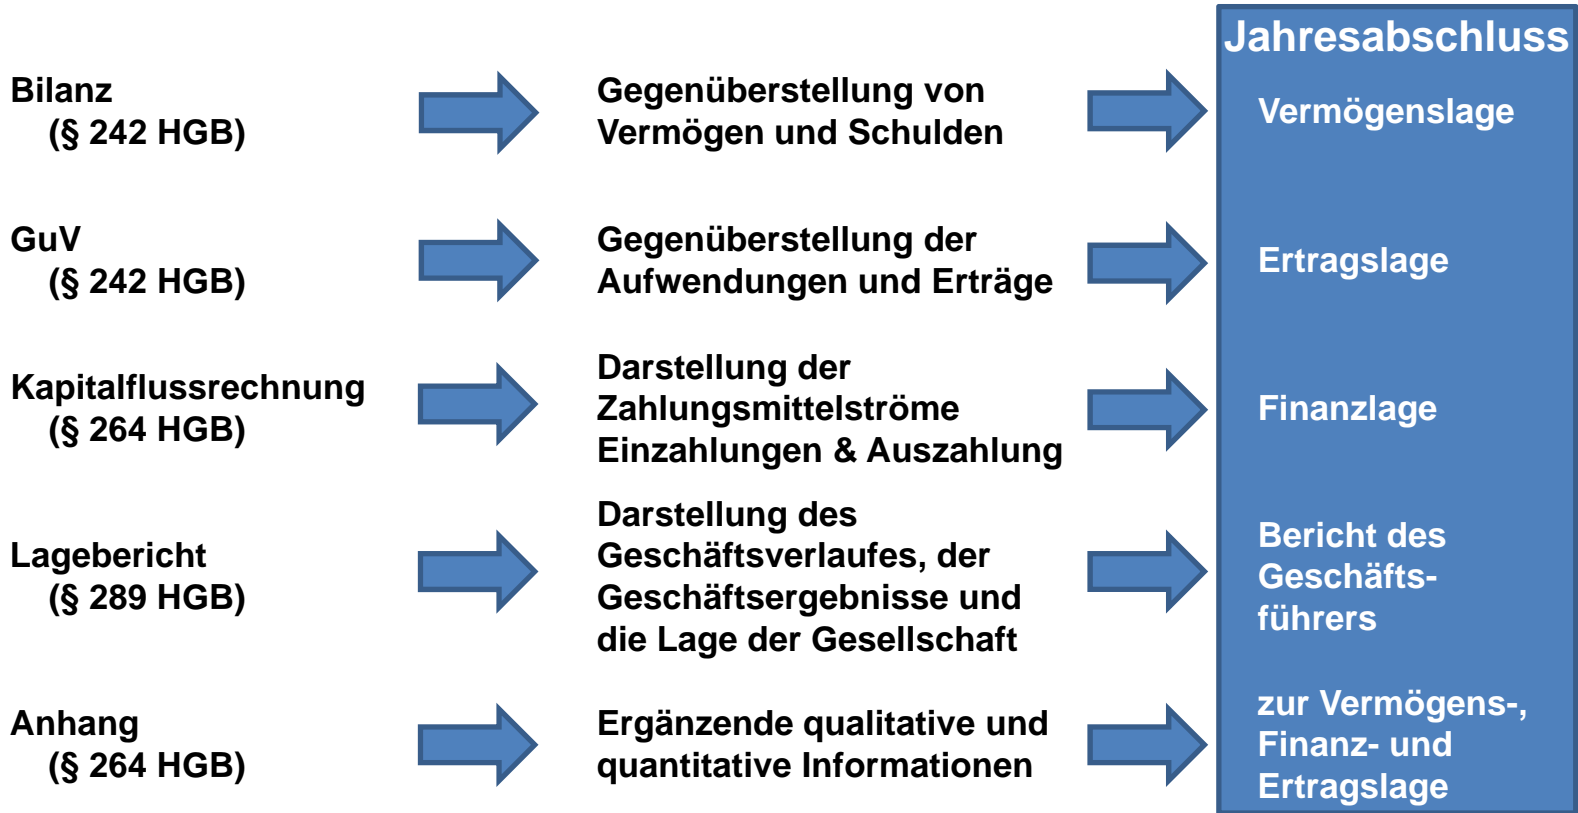 Jahresabschluss
Bilanz
(§ 242 HGB)
Gegenüberstellung von
Vermögen und Schulden
Vermögenslage
GuV
(§ 242 HGB)
Gegenüberstellung der
Aufwendungen und Erträge
Ertragslage
Kapitalflussrechnung
(§ 264 HGB)
Darstellung der
Zahlungsmittelströme
Einzahlungen & Auszahlung
Finanzlage
Lagebericht
(§ 289 HGB)
Darstellung des
Geschäftsverlaufes, der
Geschäftsergebnisse und
die Lage der Gesellschaft
Bericht des
Geschäfts-
führers
Anhang
(§ 264 HGB)
Ergänzende qualitative und
quantitative Informationen
zur Vermögens-,
Finanz- und
Ertragslage